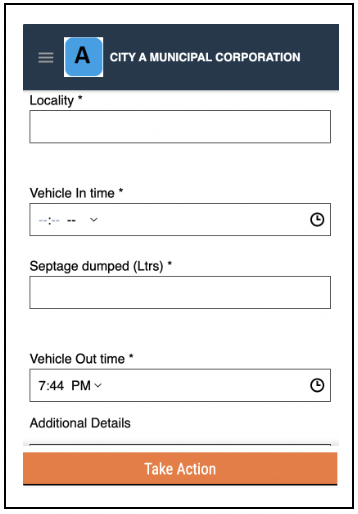 A CITY A MUNICIPAL CORPORATION
Locality *
Vehicle In time *
--:-- --
Septage dumped (Ltrs) *
Vehicle Out time *
7:44 PM
Additional Details
Take Action